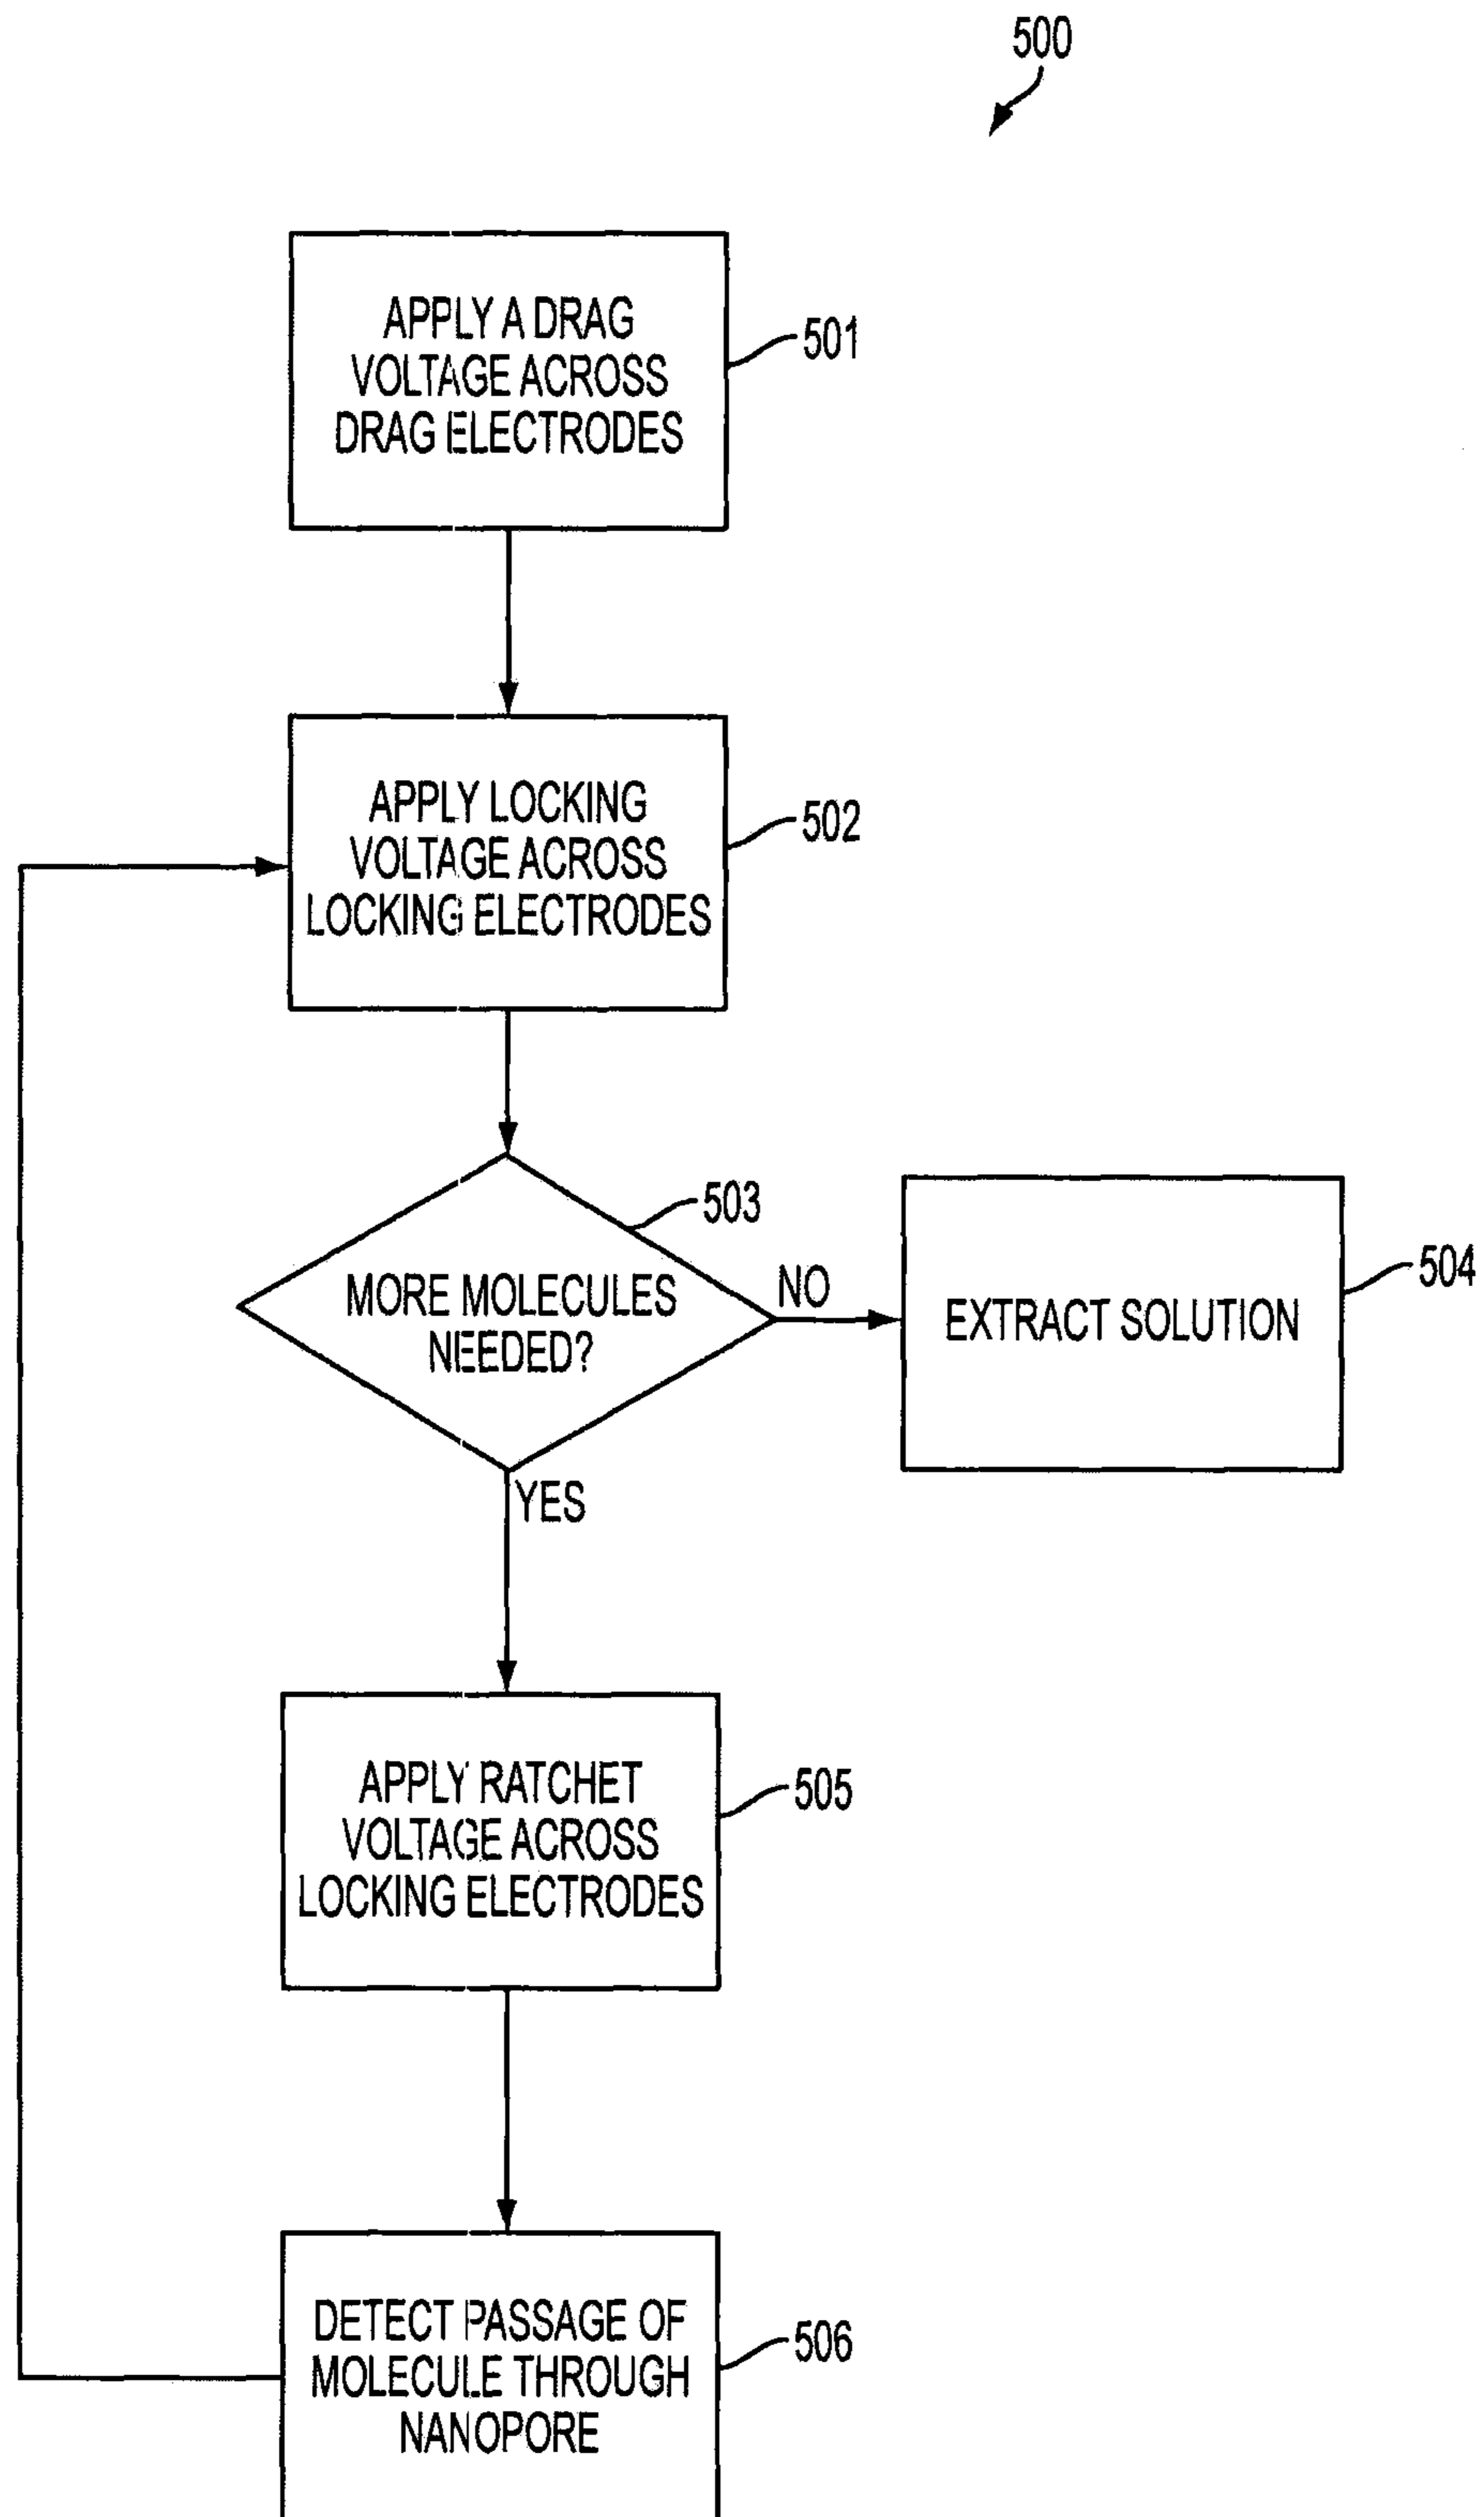 500
APPLY A DRAG
VOLTAGE ACROSS
DRAG ELECTRODES
501
APPLY LOCKING
VOLTAGE ACROSS
LOCKING ELECTRODES
502
503
MORE MOLECULES
NEEDED?
NO
EXTRACT SOLUTION
504
YES
APPLY RATCHET
VOLTAGE ACROSS
LOCKING ELECTRODES
505
DETECT PASSAGE OF
MOLECULE THROUGH
NANOPORE
506